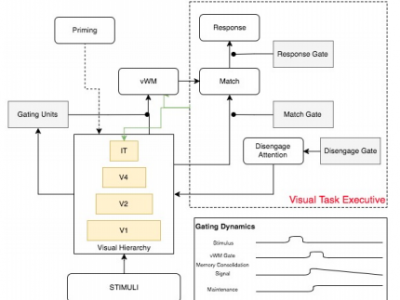 Response
Priming
Response Gate
vWM
Match
Gating Units
Match Gate
IT
Disengage
Attention
Disengage Gate
V4
V2
Visual Task Executive
V1
Visual Hierarchy
Gating Dynamics
Stimulus
vWM Gate
Memory Consolidation
Signal
Maintenance
STIMULI